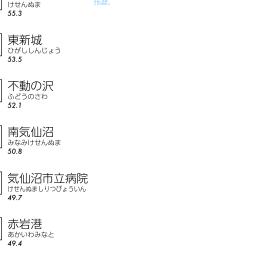 けせんぬま
55.3
東新城
ひがししんじょう
53.5
不動の沢
ふどうのさわ
52.1
南気仙沼
みなみけせんぬま
50.8
気仙沼市立病院
けせんぬましりつびょういん
49.7
赤岩港
あかいわみなと
49.4